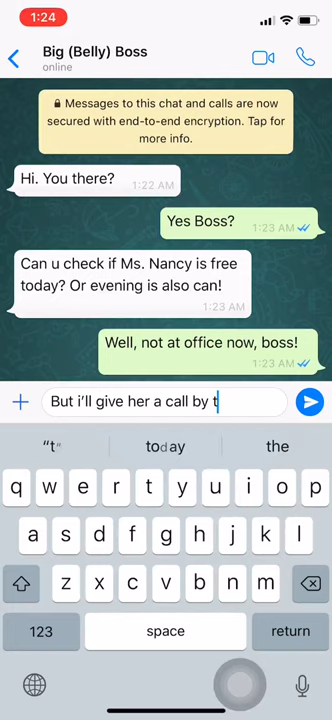 1:24
Big (Belly) Boss
online
Messages to this chat and calls are now
secured with end-to-end encryption. Tap for
more info.
Hi. You there?
1:22 AM
Yes Boss?
1:23 AM
Can u check if Ms. Nancy is free
today? Or evening is also can!
1:23 AM
Well, not at office now, boss!
1:23 AM
But i'll give her a call by t
“t” today the
q w e r t y u i o p
a s d f g h j k l
z x c v b n m
123 space return